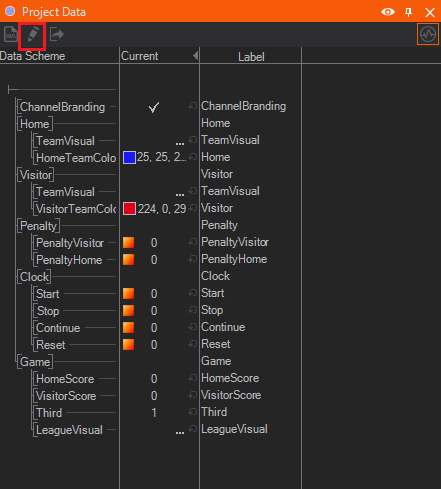 Project Data
Data Scheme Current Label
ChannelBranding ChannelBranding
Home Home
TeamVisual ... TeamVisual
HomeTeamColo 25, 25, 2... Home
Visitor Visitor
TeamVisual ... TeamVisual
VisitorTeamColo 224, 0, 29 Visitor
Penalty Penalty
PenaltyVisitor 0 PenaltyVisitor
PenaltyHome 0 PenaltyHome
Clock Clock
Start 0 Start
Stop 0 Stop
Continue 0 Continue
Reset 0 Reset
Game Game
HomeScore 0 HomeScore
VisitorScore 0 VisitorScore
Third 1 Third
LeagueVisual ... LeagueVisual